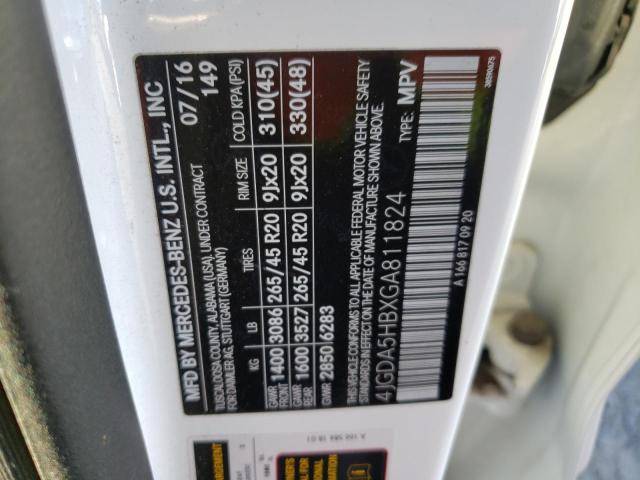 MFD BY MERCEDES-BENZ U.S. INTL., INC
07/16
TUSCALOOSA COUNTY, ALABAMA (USA), UNDER CONTRACT
149
FOR DAIMLER AG, STUTTGART (GERMANY)
KG LB TIRES RIM SIZE COLD KPA (PSI)
GAWR FRONT 1400 3086 265/45 R20 9Jx20 310(45)
GAWR REAR 1600 3527 265/45 R20 9Jx20 330(48)
GVWR 2850 6283
THIS VEHICLE CONFORMS TO ALL APPLICABLE FEDERAL MOTOR VEHICLE SAFETY
STANDARDS IN EFFECT ON THE DATE OF MANUFACTURE SHOWN ABOVE.
TYPE: MPV
4JGDA5HBXGA811824
A 166 817 09 20